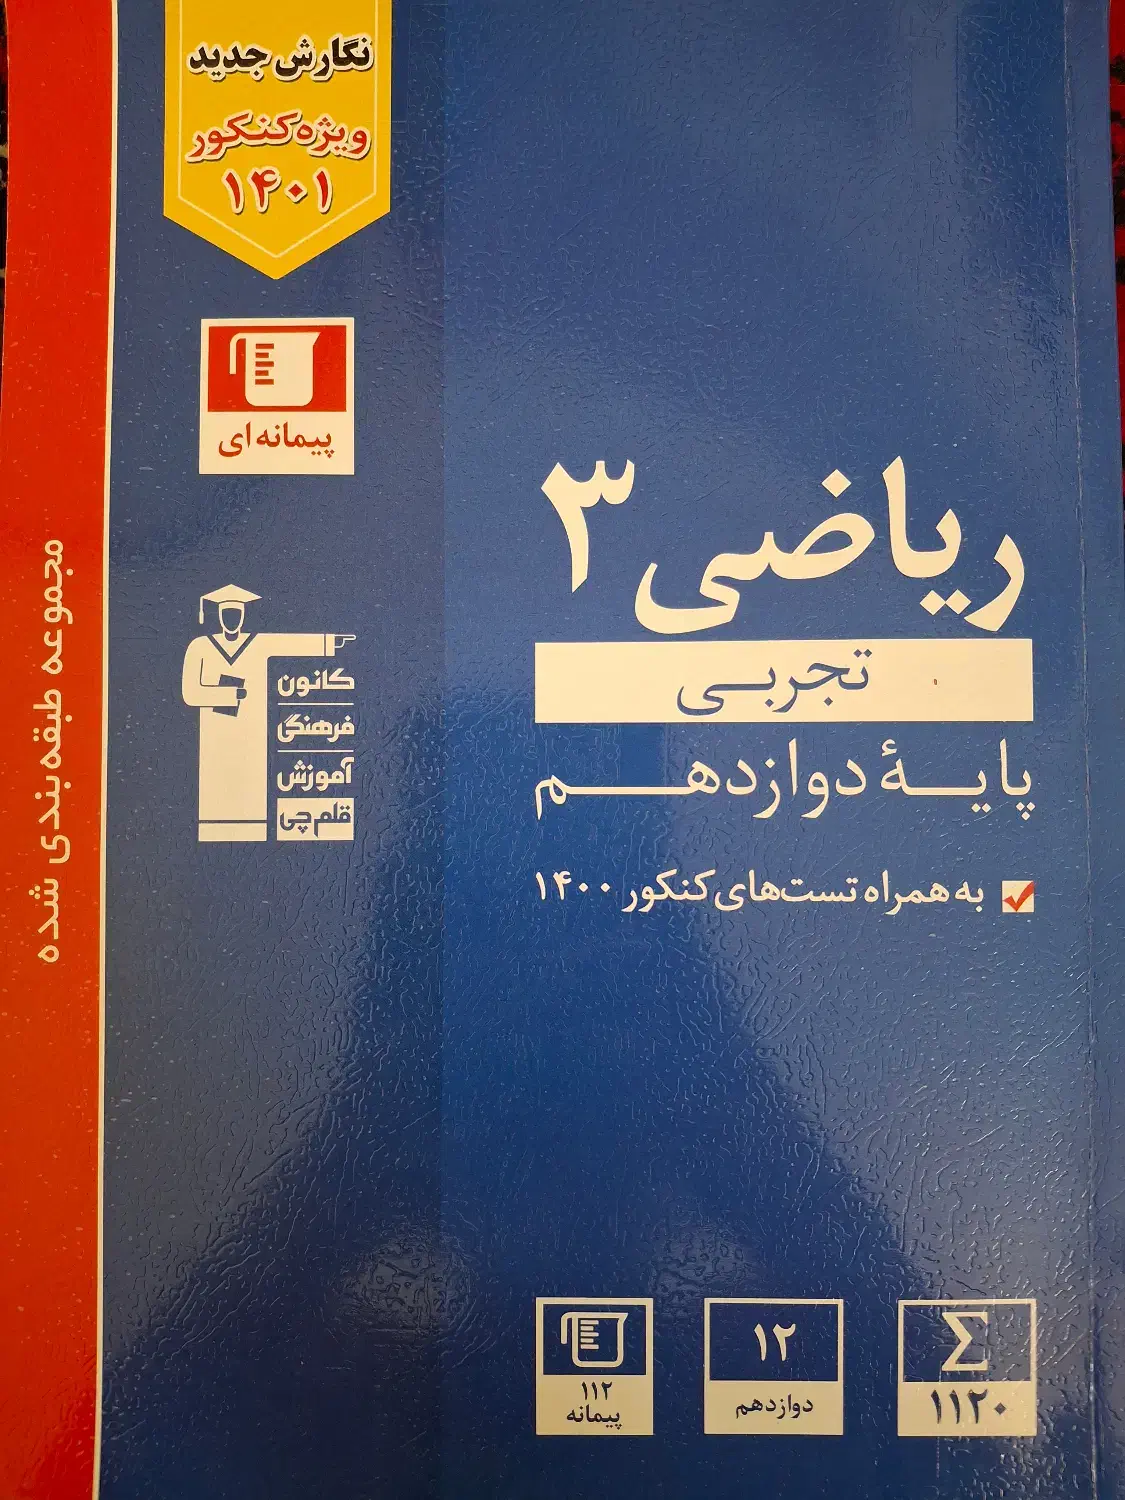 نگارش جدید
ویژه کنکور
۱۴۰۱
پیمانه‌ای
ریاضی ۳
تجربی
پایهٔ دوازدهم
به همراه تست‌های کنکور ۱۴۰۰
کانون
فرهنگی
آموزش
قلم‌چی
مجموعه طبقه‌بندی شده
Σ
۱۱۲۰
۱۲
دوازدهم
۱۱۲
پیمانه